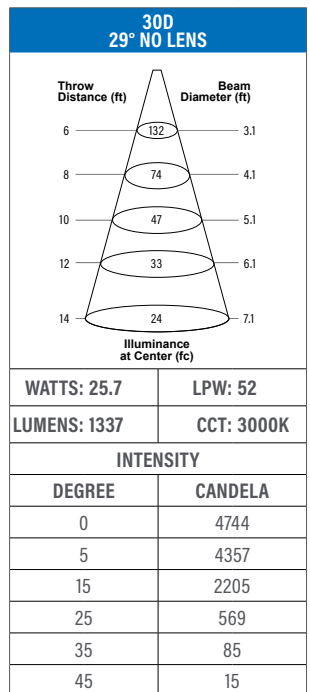 30D
29° NO LENS
Throw Beam
Distance (ft) Diameter (ft)
6 132 3.1
8 74 4.1
10 47 5.1
12 33 6.1
14 24 7.1
Illuminance
at Center (fc)
WATTS: 25.7 LPW: 52
LUMENS: 1337 CCT: 3000K
INTENSITY
DEGREE CANDELA
0 4744
5 4357
15 2205
25 569
35 85
45 15